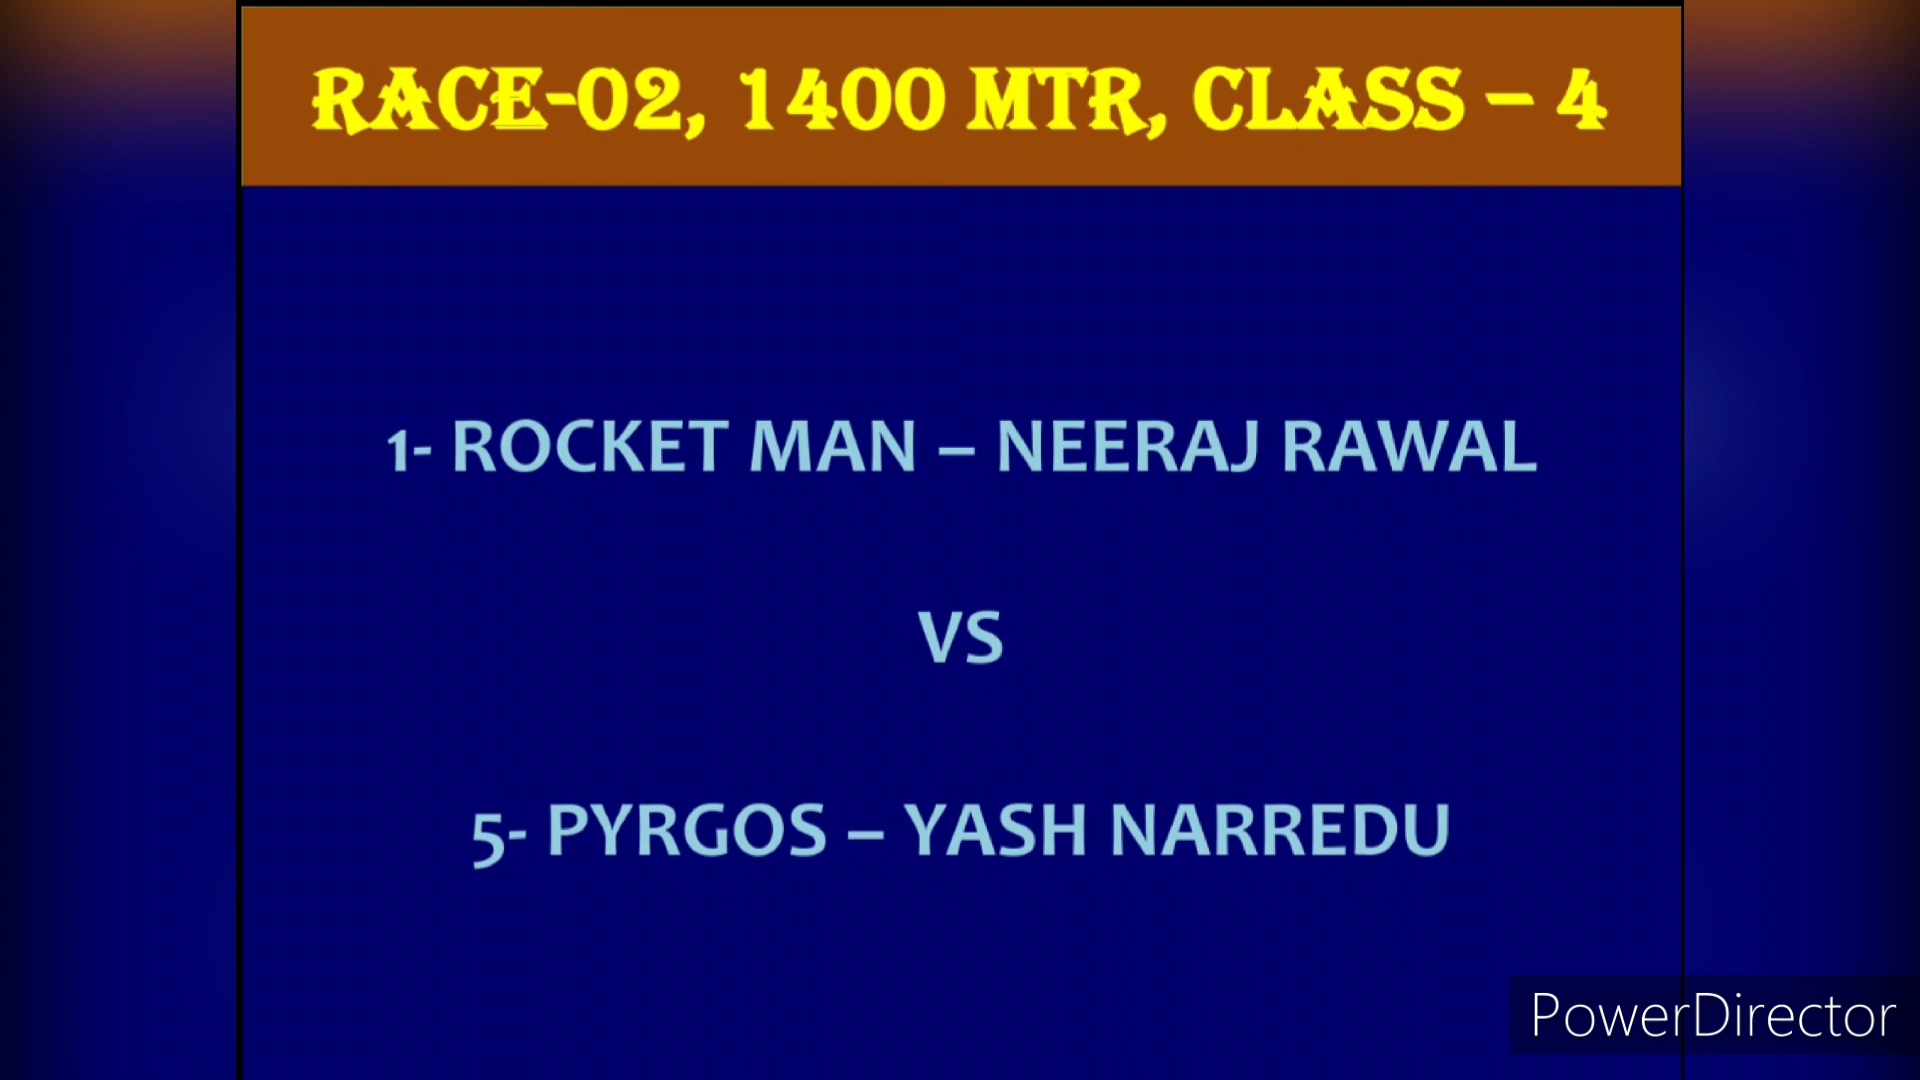 RACE-02, 1400 MTR, CLASS – 4
1- ROCKET MAN – NEERAJ RAWAL
VS
5- PYRGOS – YASH NARREDU
PowerDirector